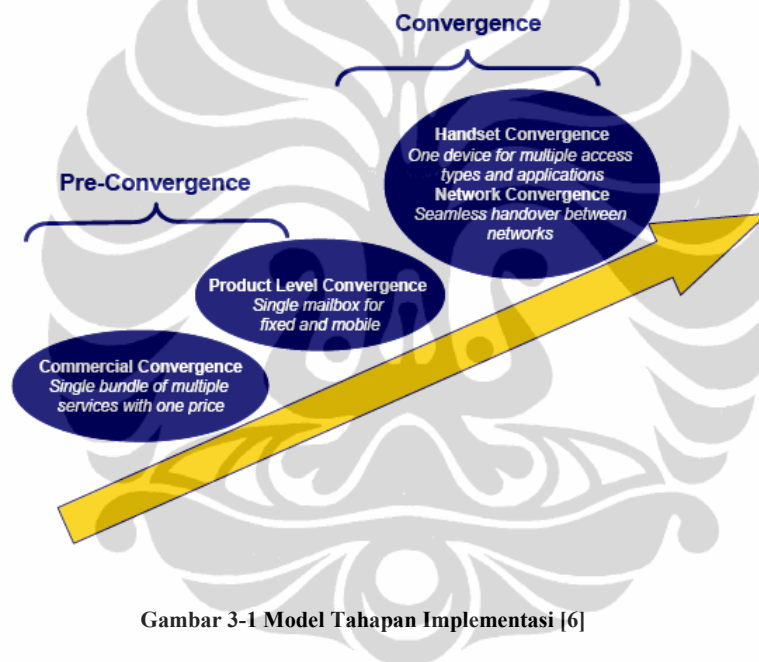 Convergence
Handset Convergence
One device for multiple access
types and applications
Network Convergence
Seamless handover between
networks
Pre-Convergence
Product Level Convergence
Single mailbox for
fixed and mobile
Commercial Convergence
Single bundle of multiple
services with one price
Gambar 3-1 Model Tahapan Implementasi [6]